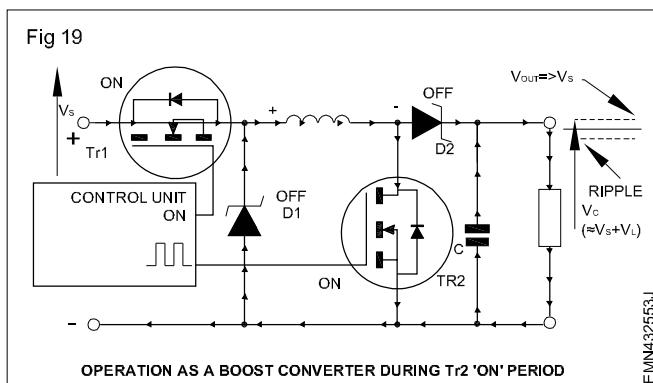 Fig 19
ON
OFF
VOUT=>VS
VS
+
-
+
Tr1
D2
RIPPLE
CONTROL UNIT
ON
OFF
D1
VC
(≈VS+VL)
C
ON
TR2
-
OPERATION AS A BOOST CONVERTER DURING Tr2 'ON' PERIOD
EMN432553J